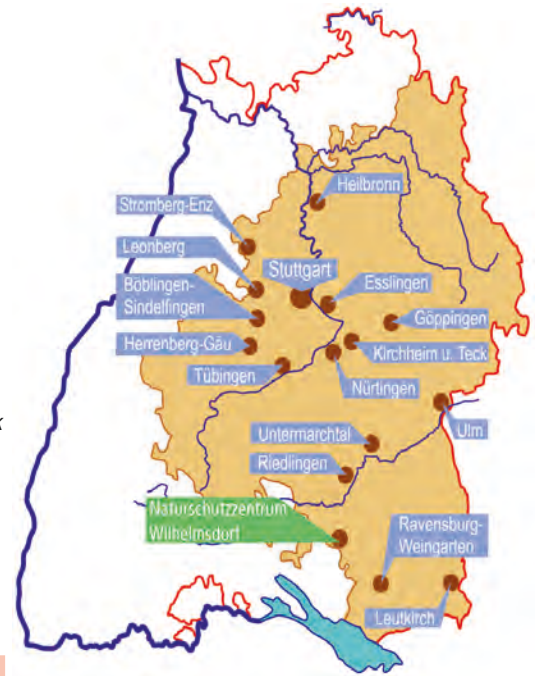 Heilbronn
Stromberg-Enz
Leonberg
Stuttgart
Böblingen-
Sindelfingen
Esslingen
Göppingen
Herrenberg-Gäu
Kirchheim u. Teck
Tübingen
Nürtingen
Ulm
Untermarchtal
Riedlingen
Naturschutzzentrum
Wilhelmsdorf
Ravensburg-
Weingarten
Leutkirch